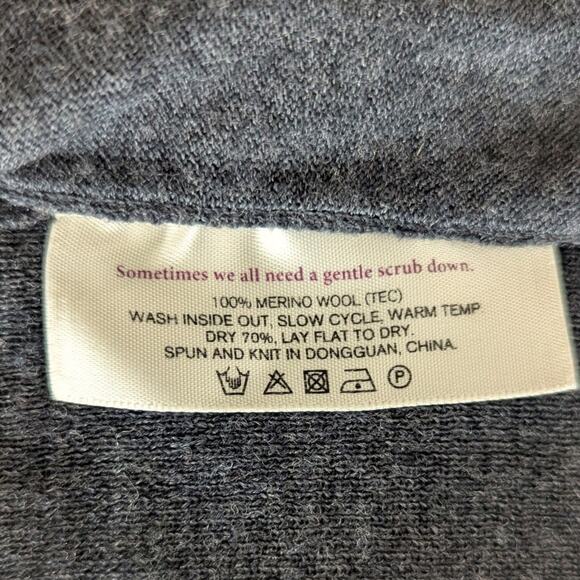 Sometimes we all need a gentle scrub down.
100% MERINO WOOL (TEC)
WASH INSIDE OUT, SLOW CYCLE, WARM TEMP
DRY 70%, LAY FLAT TO DRY.
SPUN AND KNIT IN DONGGUAN, CHINA.
P